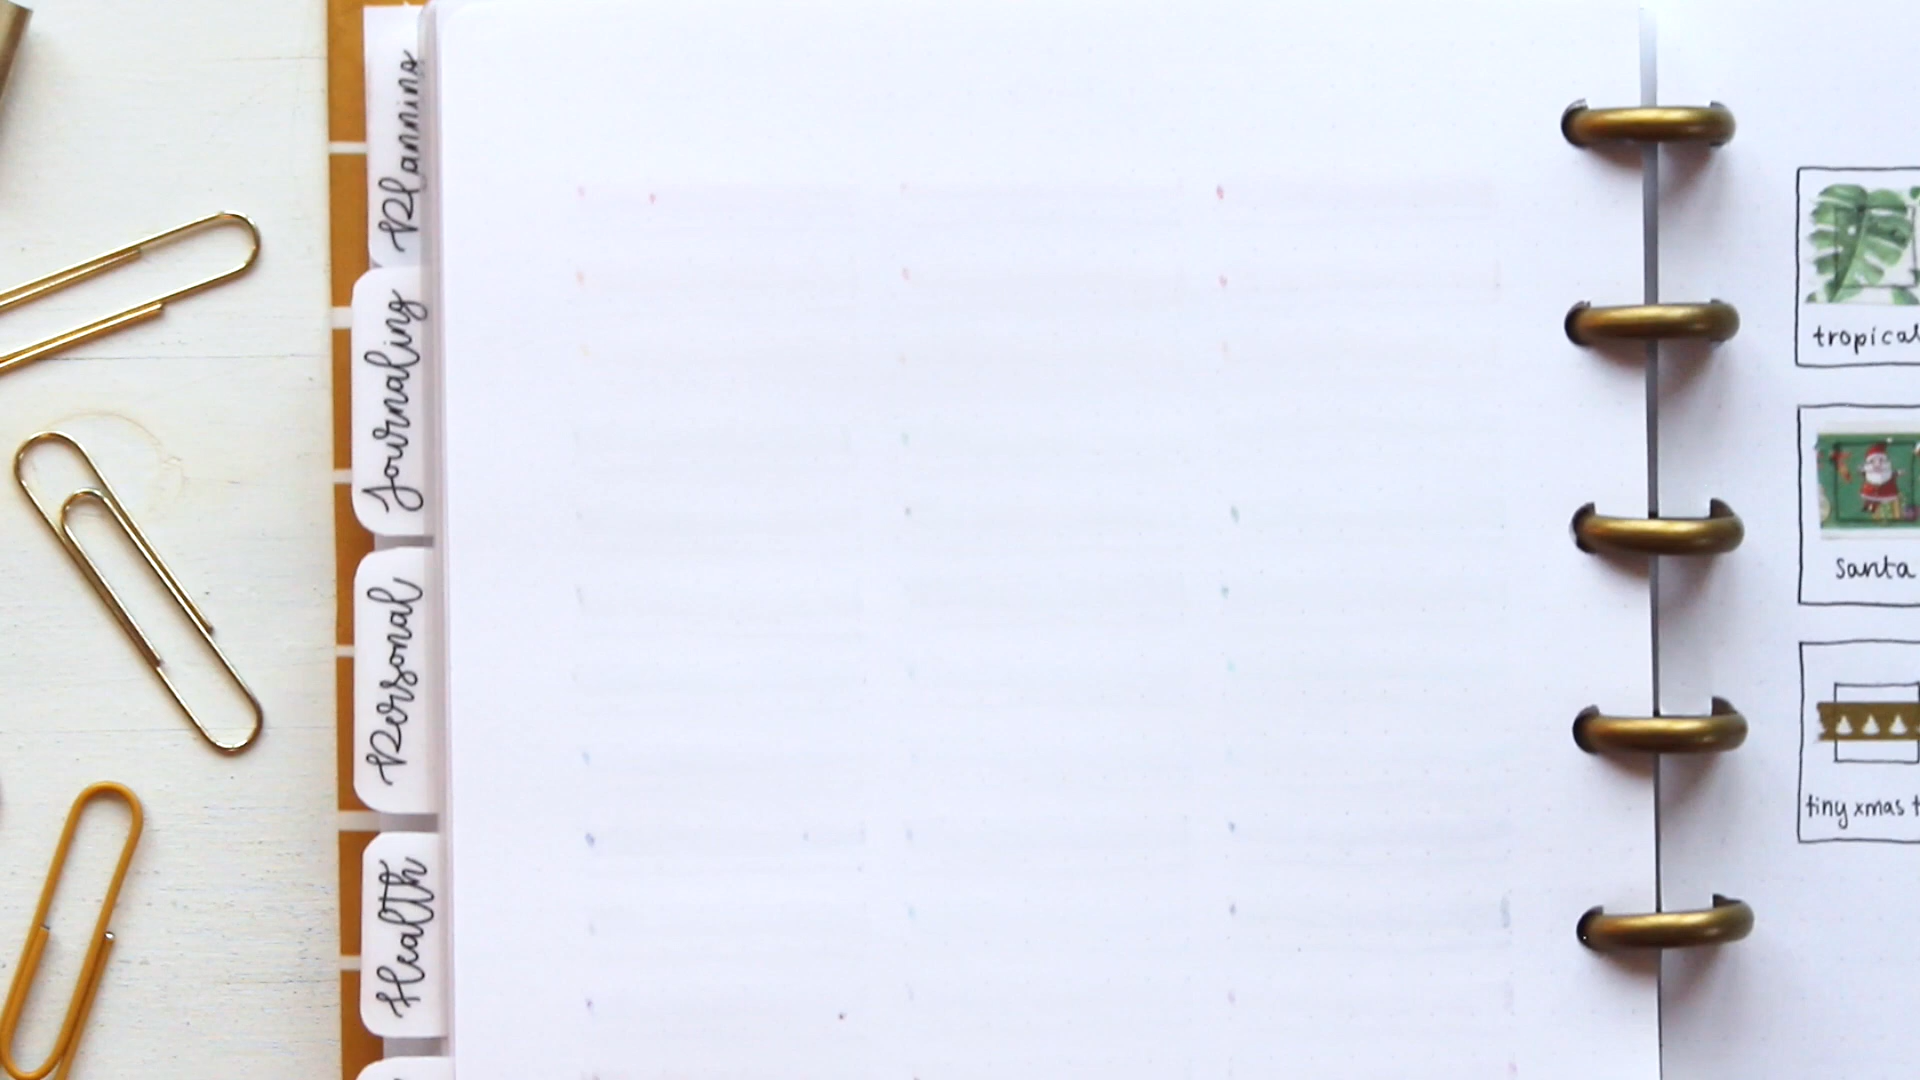 Planning
Journaling
Personal
Health
tropical
santa
tiny xmas t